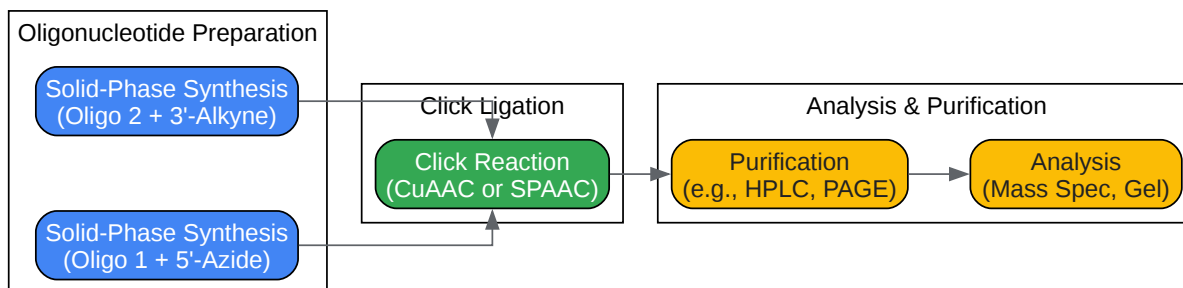 Oligonucleotide Preparation
Solid-Phase Synthesis
(Oligo 2 + 3'-Alkyne)
Solid-Phase Synthesis
(Oligo 1 + 5'-Azide)
Click Ligation
Click Reaction
(CuAAC or SPAAC)
Analysis & Purification
Purification
(e.g., HPLC, PAGE)
Analysis
(Mass Spec, Gel)